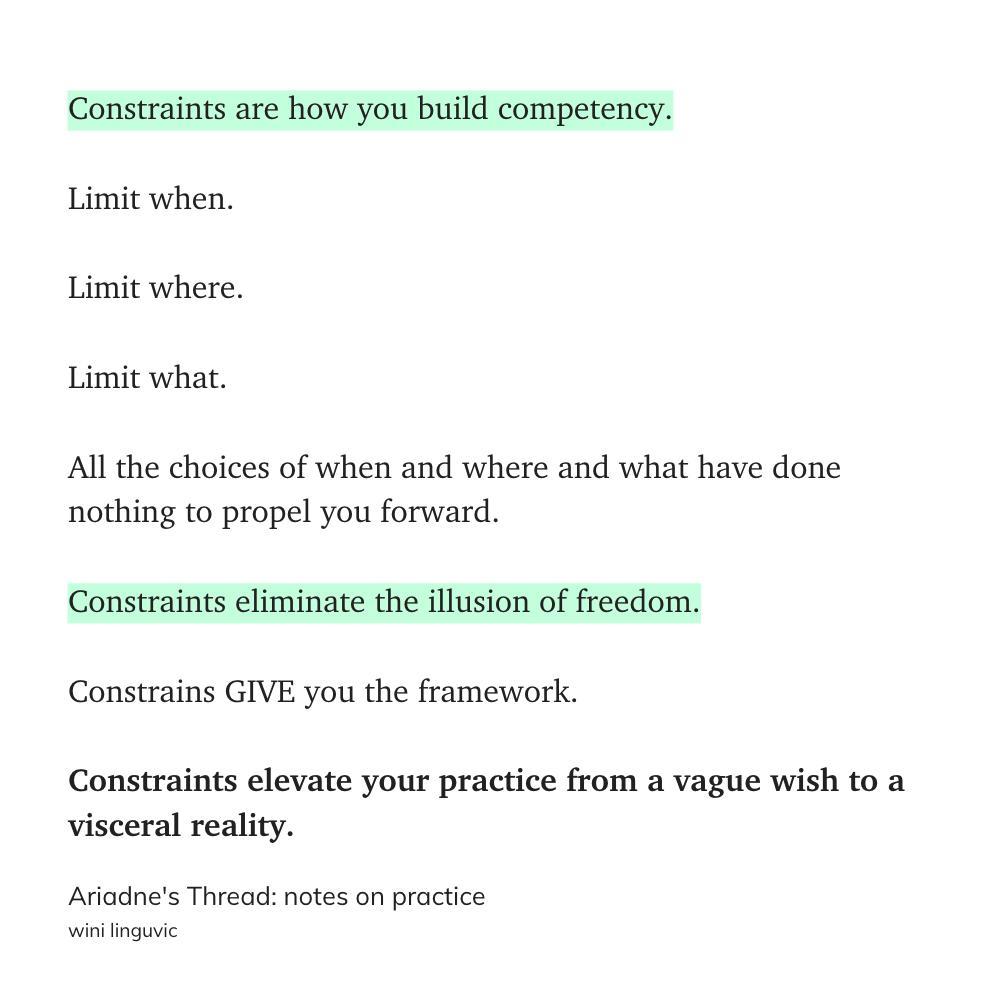 Constraints are how you build competency.
Limit when.
Limit where.
Limit what.
All the choices of when and where and what have done
nothing to propel you forward.
Constraints eliminate the illusion of freedom.
Constrains GIVE you the framework.
Constraints elevate your practice from a vague wish to a
visceral reality.
Ariadne's Thread: notes on practice
wini linguvic